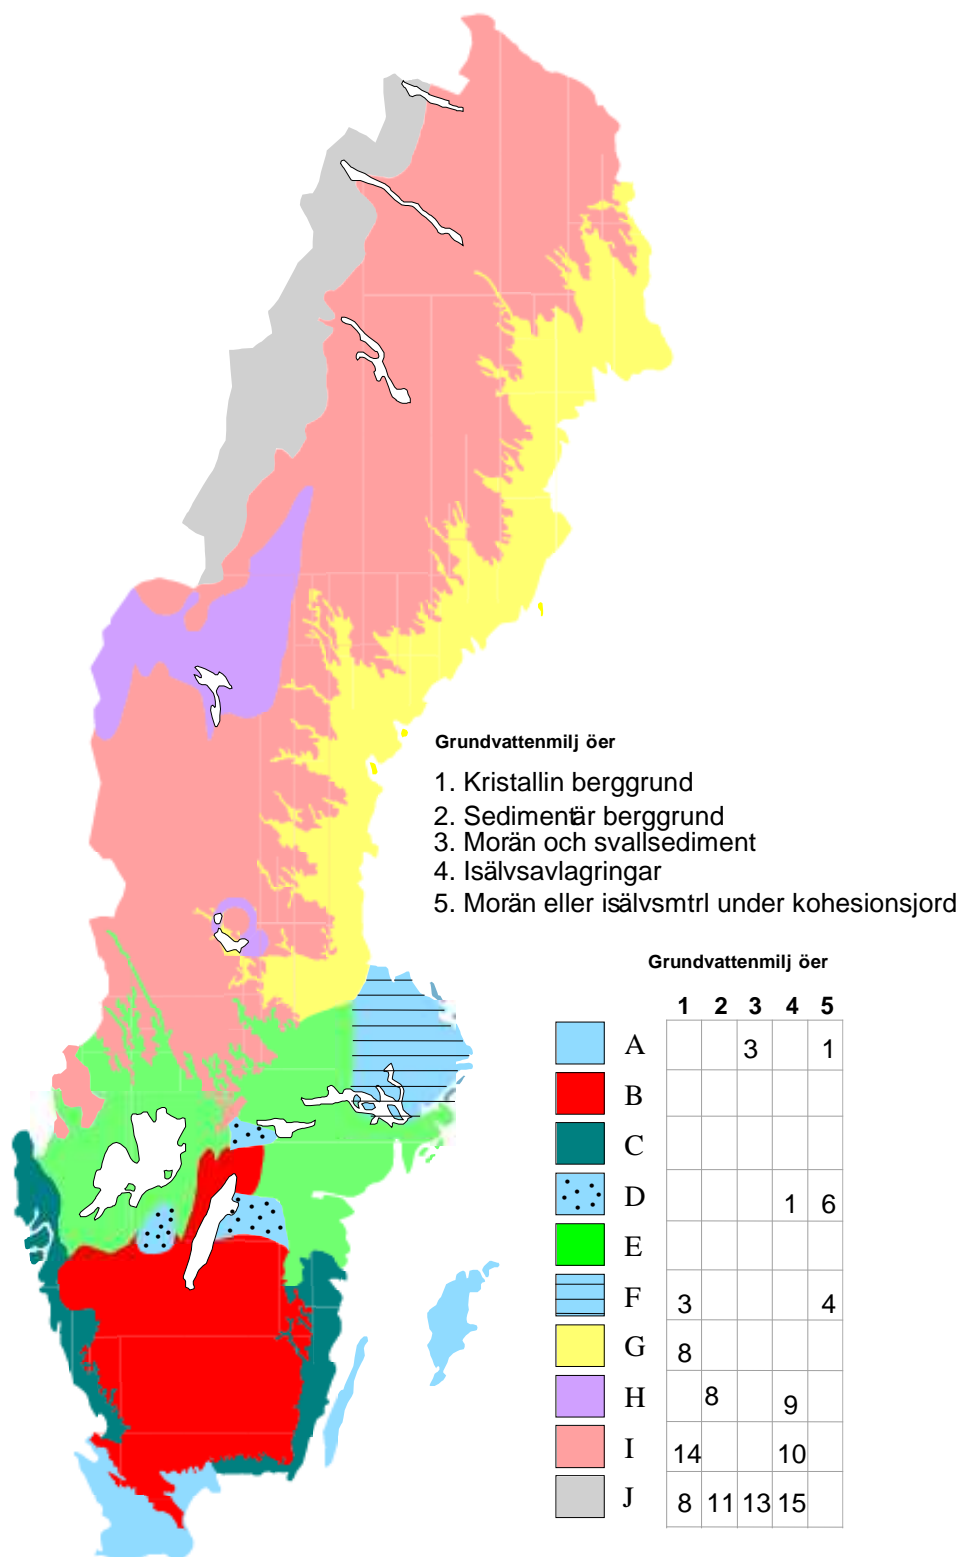 Grundvattenmilj öer
1. Kristallin berggrund
2. Sedimentär berggrund
3. Morän och svallsediment
4. Isälvsavlagringar
5. Morän eller isälvsmtrl under kohesionsjord
Grundvattenmilj öer
1 2 3 4 5
A 3 1
B
C
D 1 6
E
F 3 4
G 8
H 8 9
I 14 10
J 8 11 13 15